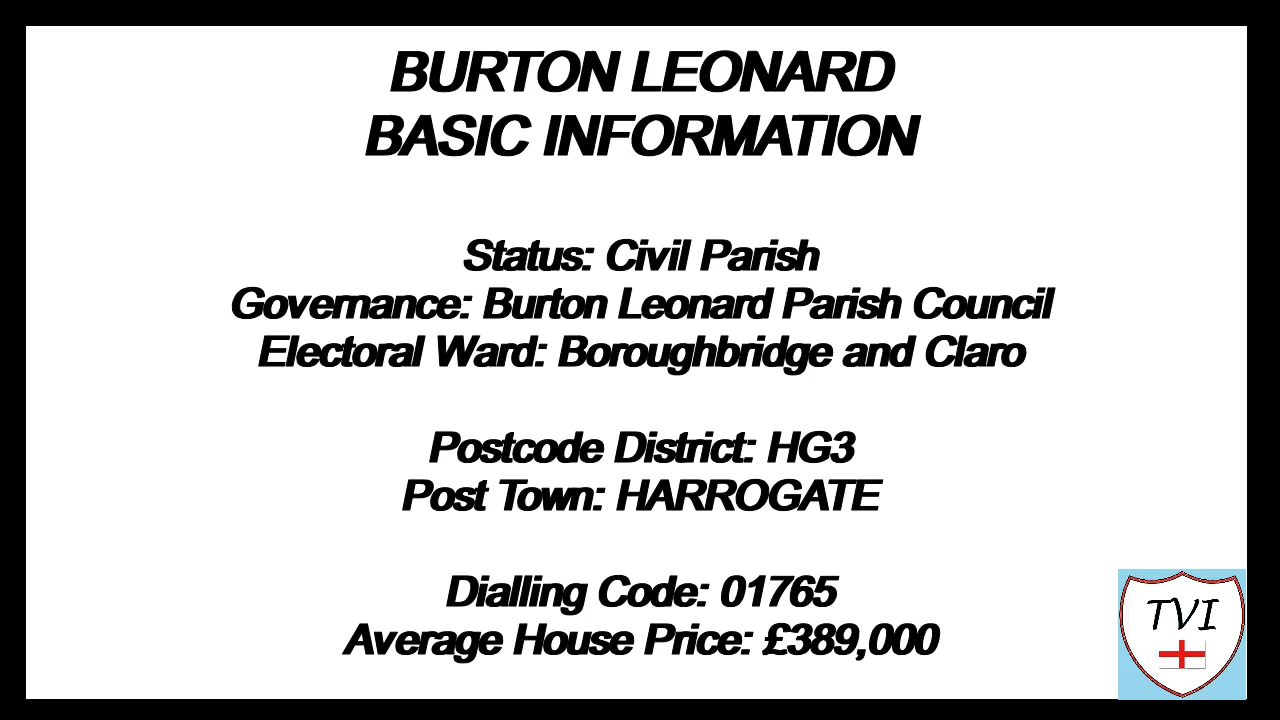 BURTON LEONARD
BASIC INFORMATION
Status: Civil Parish
Governance: Burton Leonard Parish Council
Electoral Ward: Boroughbridge and Claro
Postcode District: HG3
Post Town: HARROGATE
Dialling Code: 01765
Average House Price: £389,000
TVI